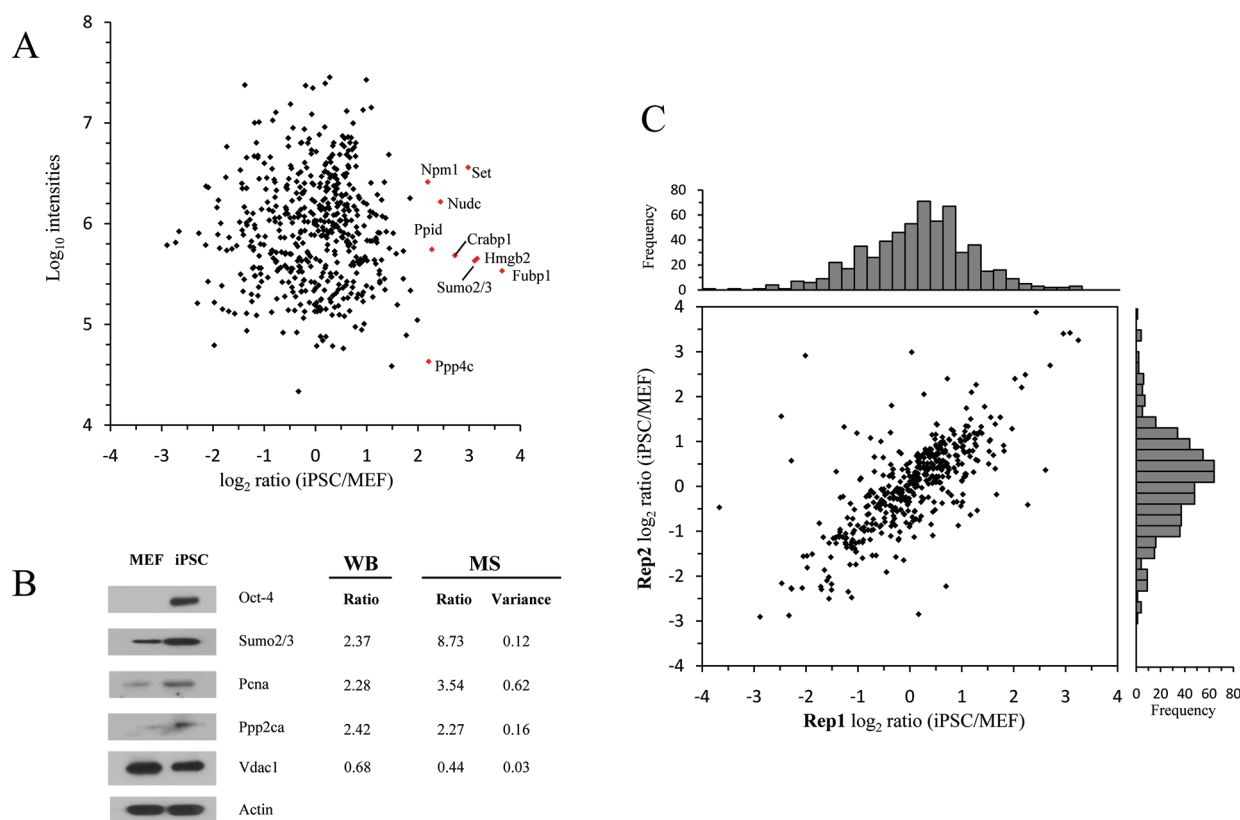 A
8
7
6
5
4
Log10 intensities
-4
-3
-2
-1
0
1
2
3
4
log2 ratio (iPSC/MEF)
Npm1
Set
Nudc
Ppid
Crabp1
Hmgb2
Sumo2/3
Fubp1
Ppp4c
B
MEF iPSC
WB
MS
Ratio
Ratio Variance
Oct-4
Sumo2/3 2.37 8.73 0.12
Pcna 2.28 3.54 0.62
Ppp2ca 2.42 2.27 0.16
Vdac1 0.68 0.44 0.03
Actin
C
80
60
40
20
0
Frequency
4
3
2
1
0
-1
-2
-3
-4
Rep2 log2 ratio (iPSC/MEF)
-4
-3
-2
-1
0
1
2
3
4
Rep1 log2 ratio (iPSC/MEF)
0 20 40 60 80
Frequency